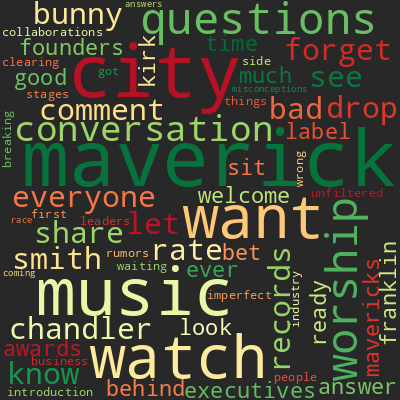 answers
bunny
questions
collaborations
founders
kirk
time
forget
clearing
city
side
good
got
much
see
stages
misconceptions
comment
things
bad
drop
breaking
conversation
label
maverick
wrong
sit
everyone
welcome
unfiltered
first
leaders
let
want
race
share
worship
smith
rumors
rate
bet
records
franklin
coming
waiting
ever
industry
mavericks
music
imperfect
ready
chandler
look
awards
watch
business
know
people
introduction
behind
executives
answer